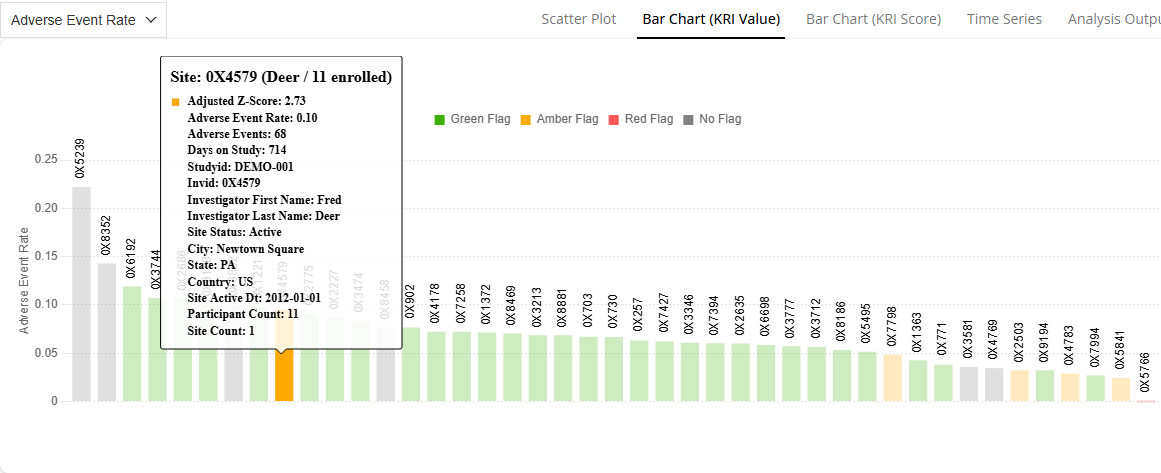 Adverse Event Rate
Scatter Plot
Bar Chart (KRI Value)
Bar Chart (KRI Score)
Time Series
Analysis Outpu
Site: 0X4579 (Deer / 11 enrolled)
Adjusted Z-Score: 2.73
Adverse Event Rate: 0.10
Adverse Events: 68
Days on Study: 714
Studyid: DEMO-001
Invid: 0X4579
Investigator First Name: Fred
Investigator Last Name: Deer
Site Status: Active
City: Newtown Square
State: PA
Country: US
Site Active Dt: 2012-01-01
Participant Count: 11
Site Count: 1
Green Flag
Amber Flag
Red Flag
No Flag
Adverse Event Rate
0.25
0.20
0.15
0.10
0.05
0
0X5239
0X8352
0X6192
0X3744
0X2686
0X4579
0X2227
0X3474
0X8458
0X902
0X4178
0X7258
0X1372
0X8469
0X3213
0X8881
0X703
0X730
0X257
0X7427
0X3346
0X7394
0X2635
0X6698
0X3777
0X3712
0X8186
0X5495
0X7798
0X1363
0X771
0X3581
0X4769
0X2503
0X9194
0X4783
0X7994
0X5841
0X5766